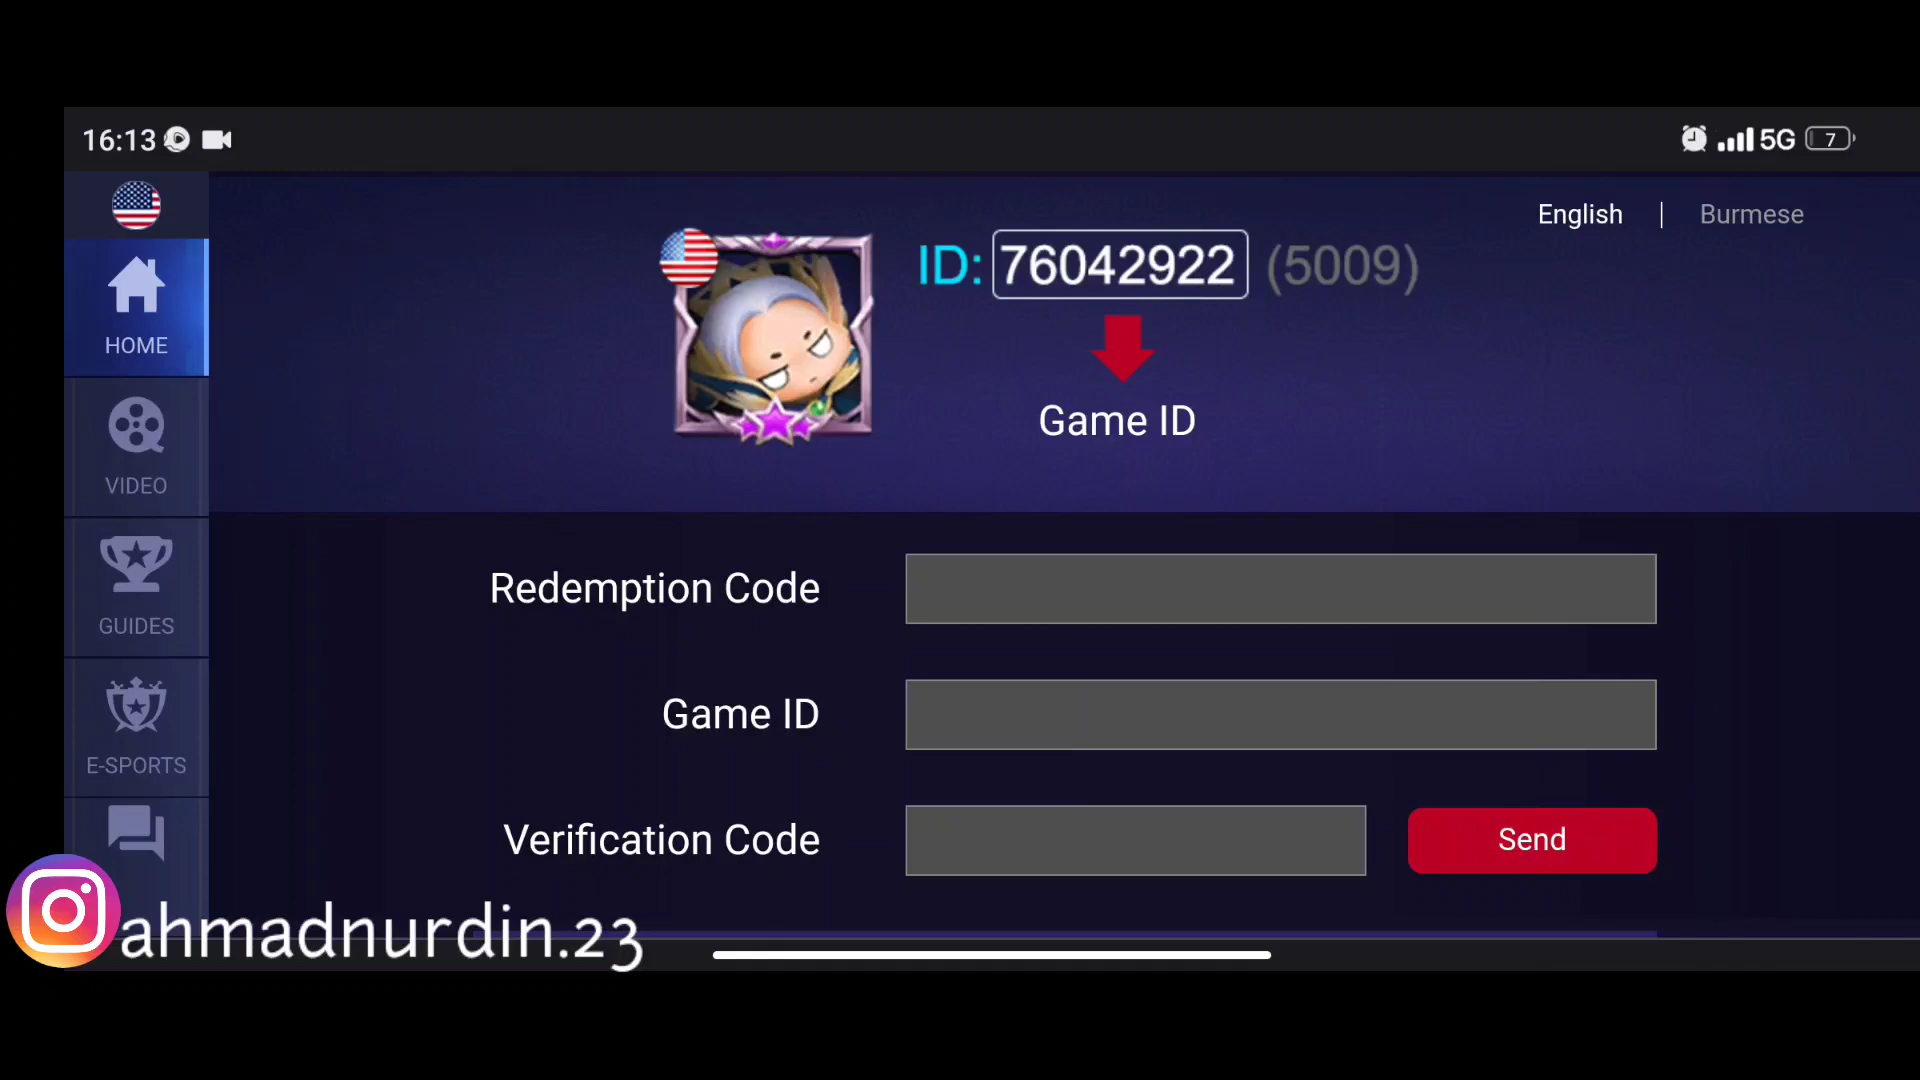 16:13
5G
7
English | Burmese
ID: 76042922 (5009)
Game ID
HOME
VIDEO
GUIDES
E-SPORTS
Redemption Code
Game ID
Verification Code
Send
ahmadnurdin.23